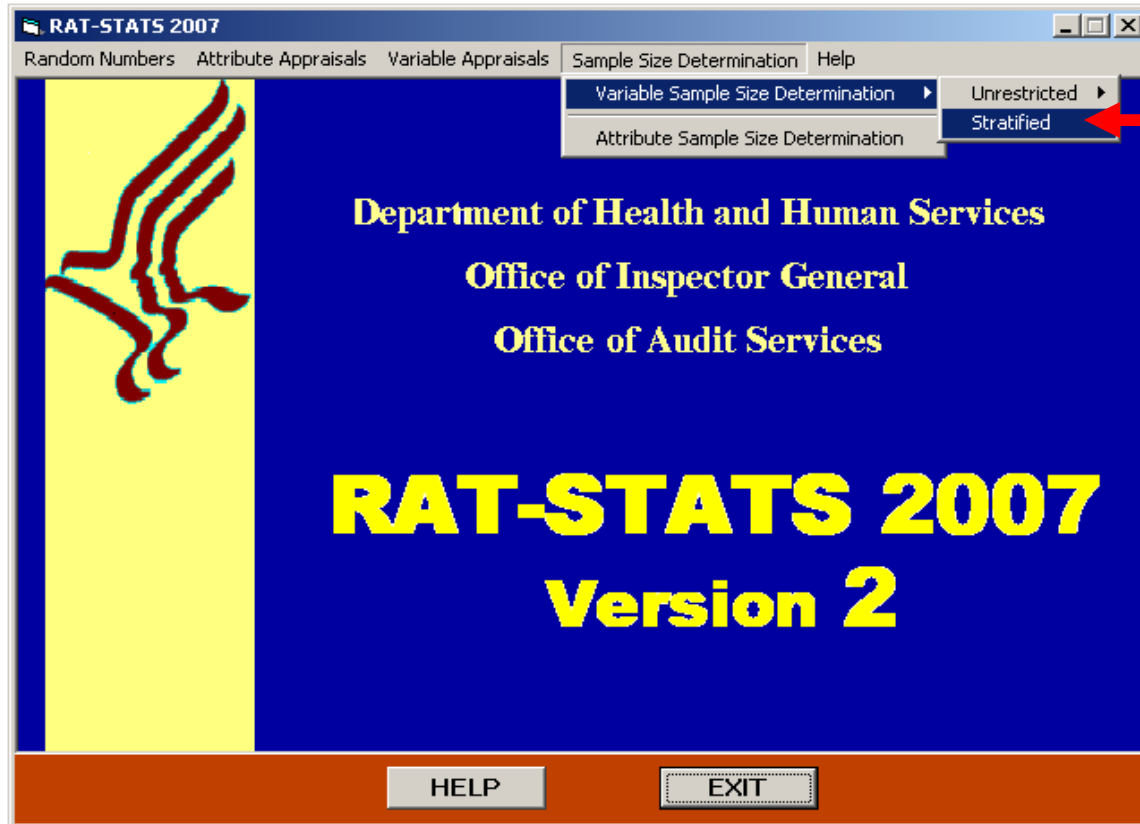 RAT-STATS 2007
Random Numbers Attribute Appraisals Variable Appraisals Sample Size Determination Help
Variable Sample Size Determination Unrestricted
Stratified
Attribute Sample Size Determination
Department of Health and Human Services
Office of Inspector General
Office of Audit Services
RAT-STATS 2007
Version 2
HELP EXIT